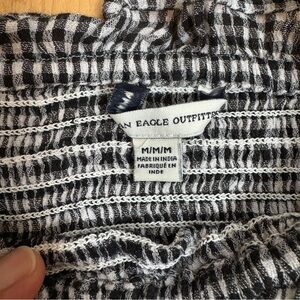 N EAGLE OUTFITT
M/M/M
MADE IN INDIA
FABRIQUÉ EN
INDE